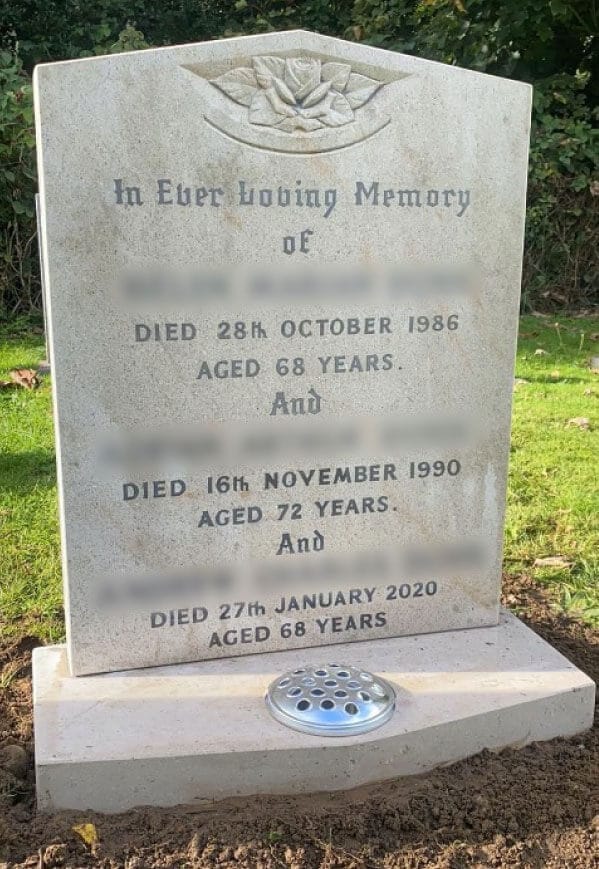 In Ever Loving Memory
of
DIED 28th OCTOBER 1986
AGED 68 YEARS.
And
DIED 16th NOVEMBER 1990
AGED 72 YEARS.
And
DIED 27th JANUARY 2020
AGED 68 YEARS